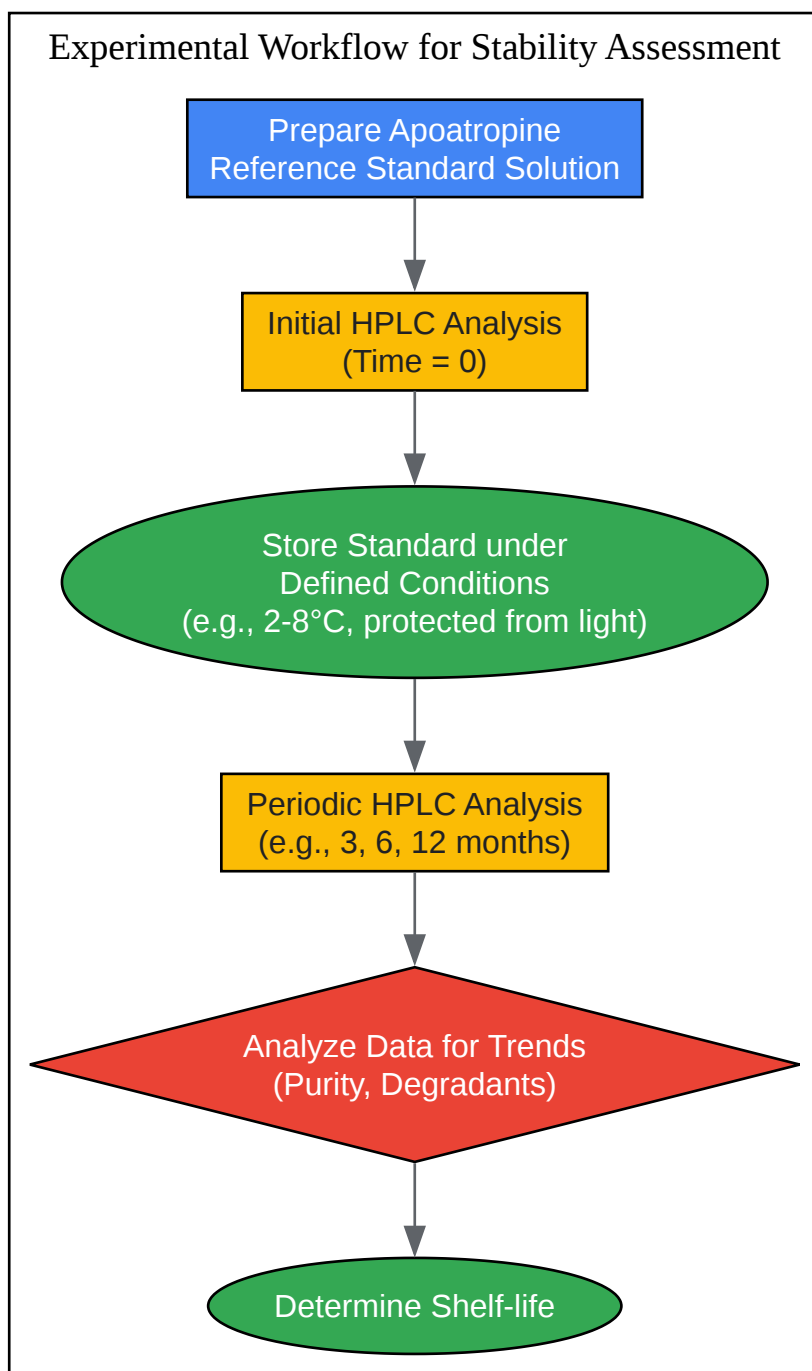 Experimental Workflow for Stability Assessment
Prepare Apoatropine
Reference Standard Solution
Initial HPLC Analysis
(Time = 0)
Store Standard under
Defined Conditions
(e.g., 2-8°C, protected from light)
Periodic HPLC Analysis
(e.g., 3, 6, 12 months)
Analyze Data for Trends
(Purity, Degradants)
Determine Shelf-life